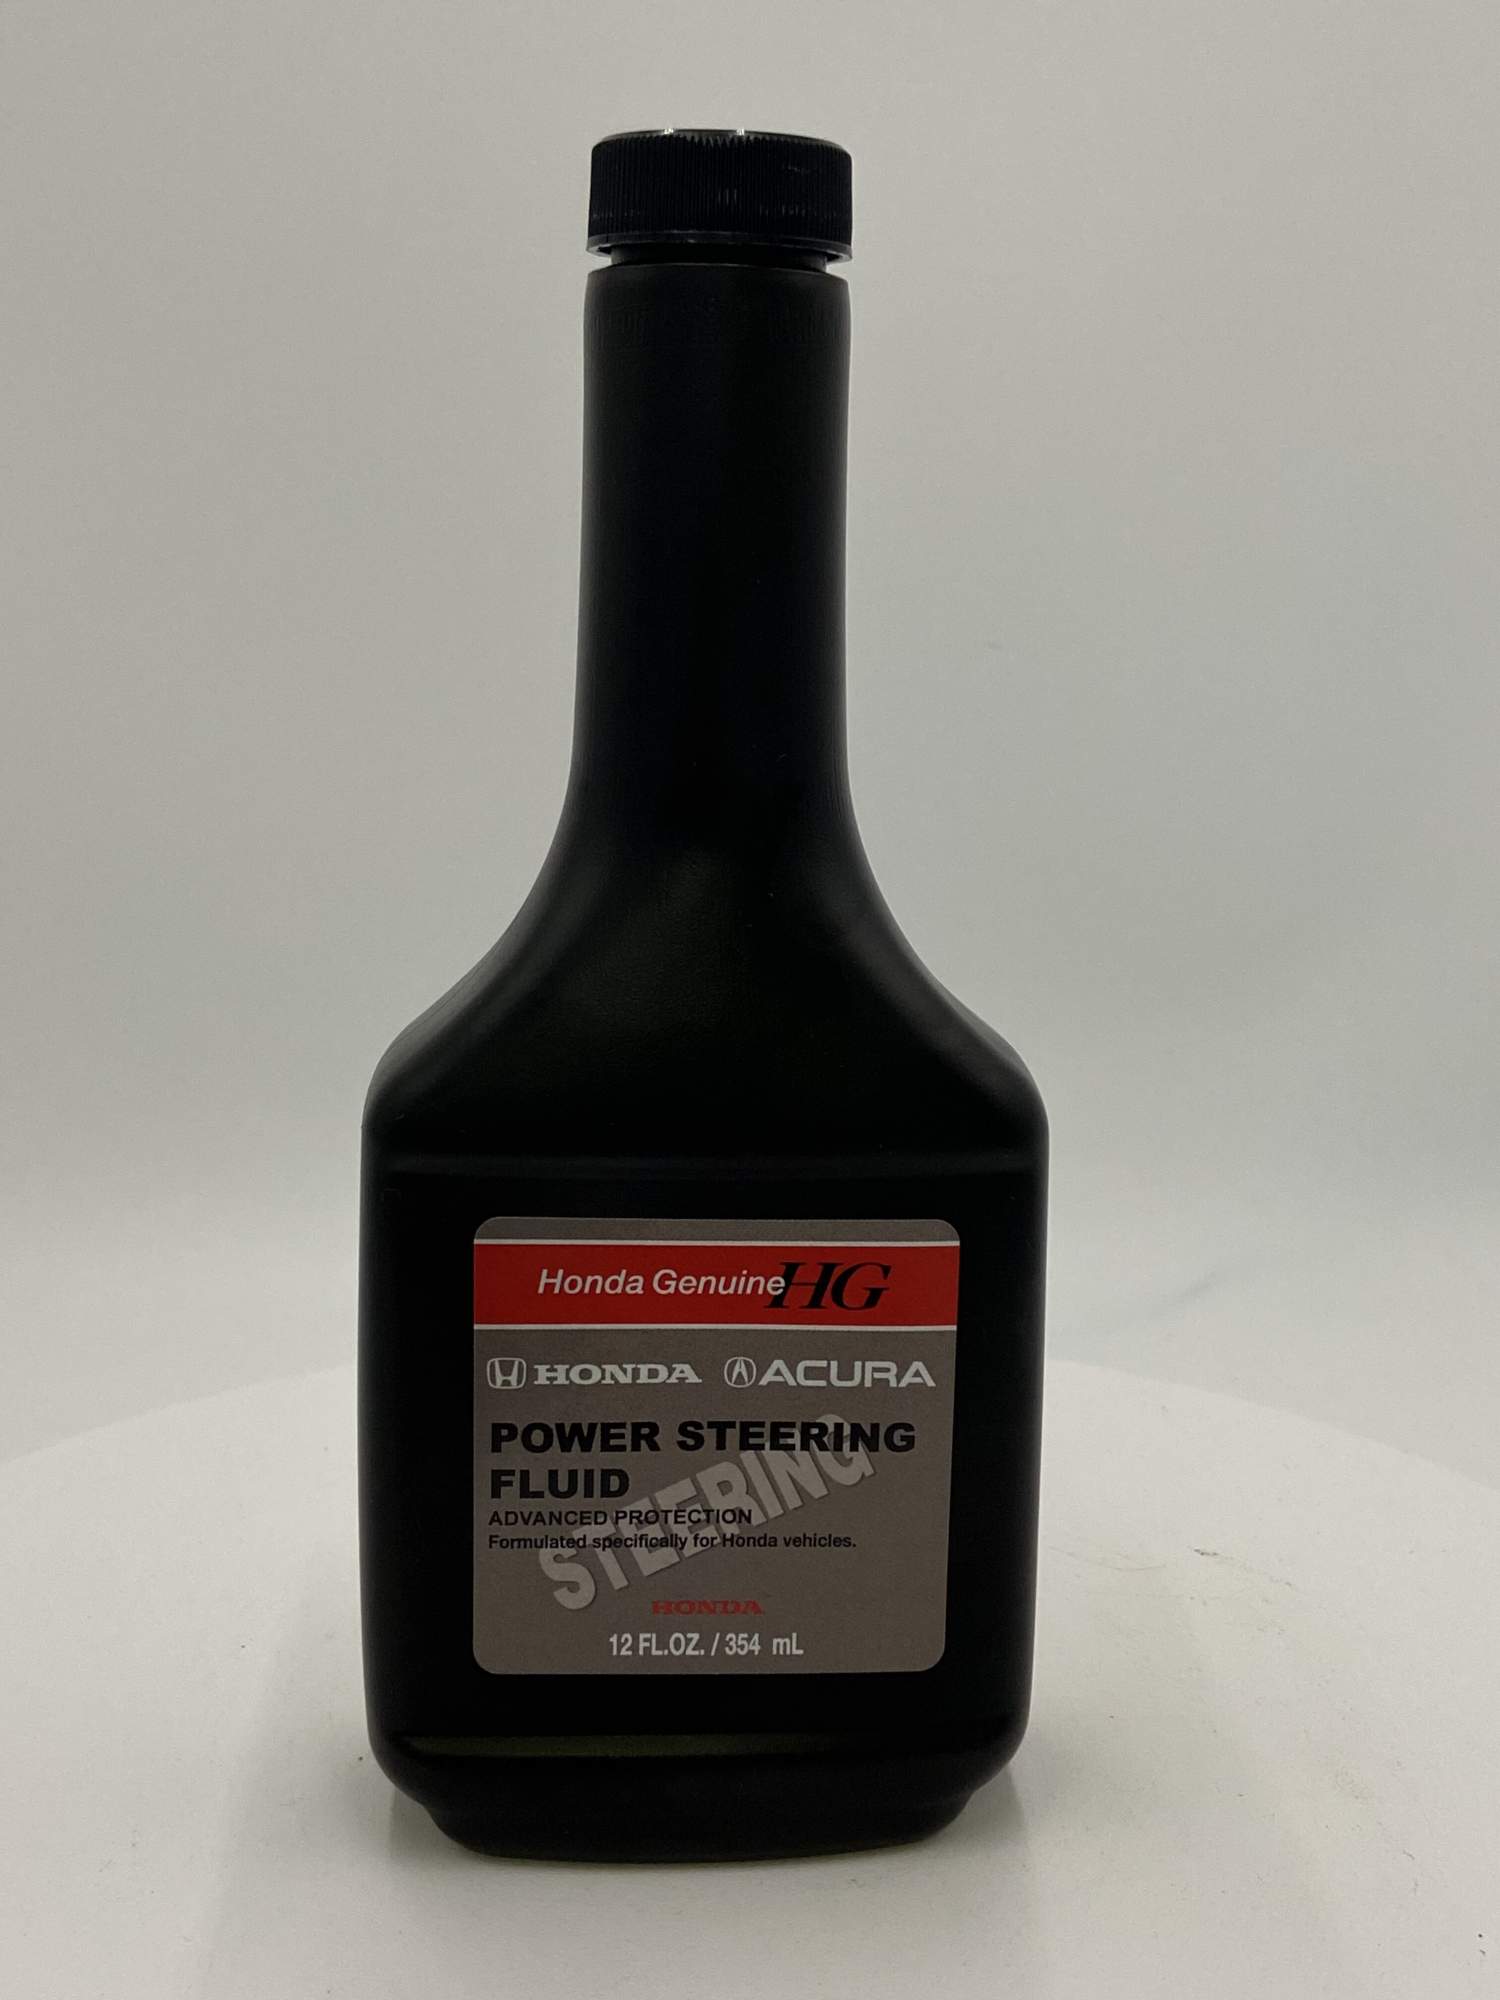 Honda Genuine HG
HONDA ACURA
POWER STEERING
FLUID
ADVANCED PROTECTION
Formulated specifically for Honda vehicles.
STEERING
HONDA
12 FL.OZ. / 354 mL